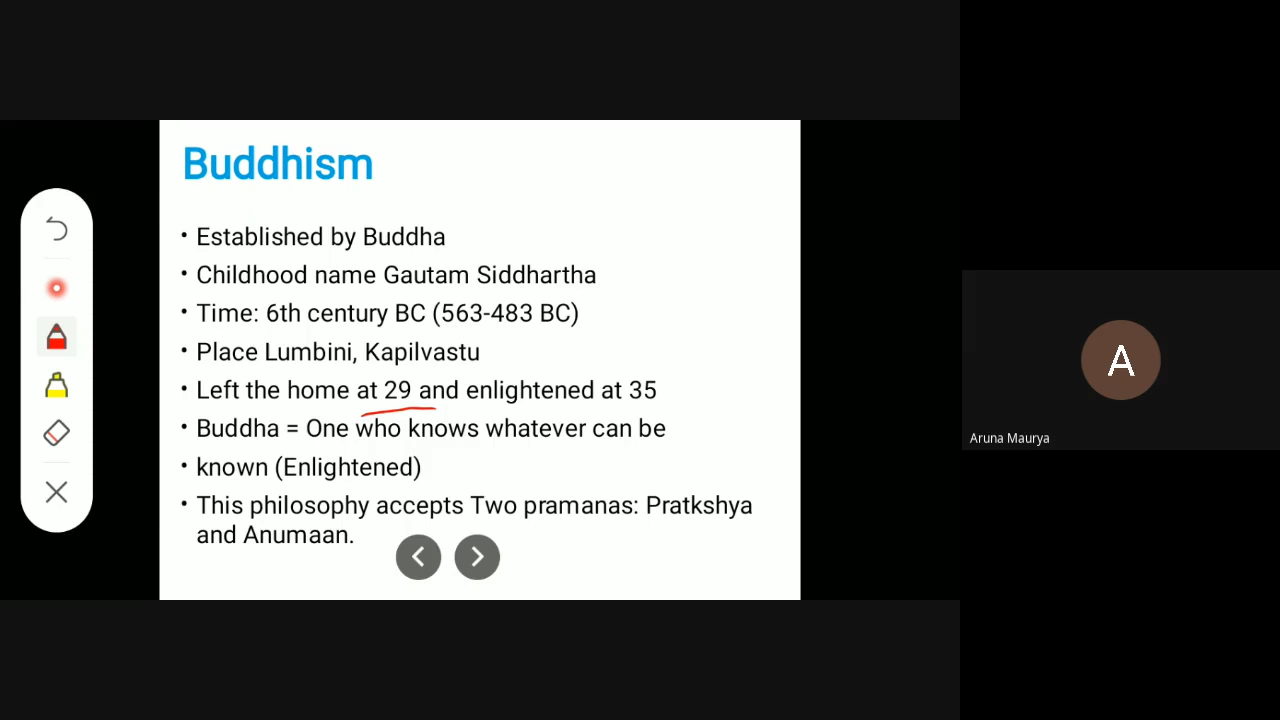 Buddhism
• Established by Buddha
• Childhood name Gautam Siddhartha
• Time: 6th century BC (563-483 BC)
• Place Lumbini, Kapilvastu
• Left the home at 29 and enlightened at 35
• Buddha = One who knows whatever can be
• known (Enlightened)
• This philosophy accepts Two pramanas: Pratkshya
and Anumaan.
A
Aruna Maurya